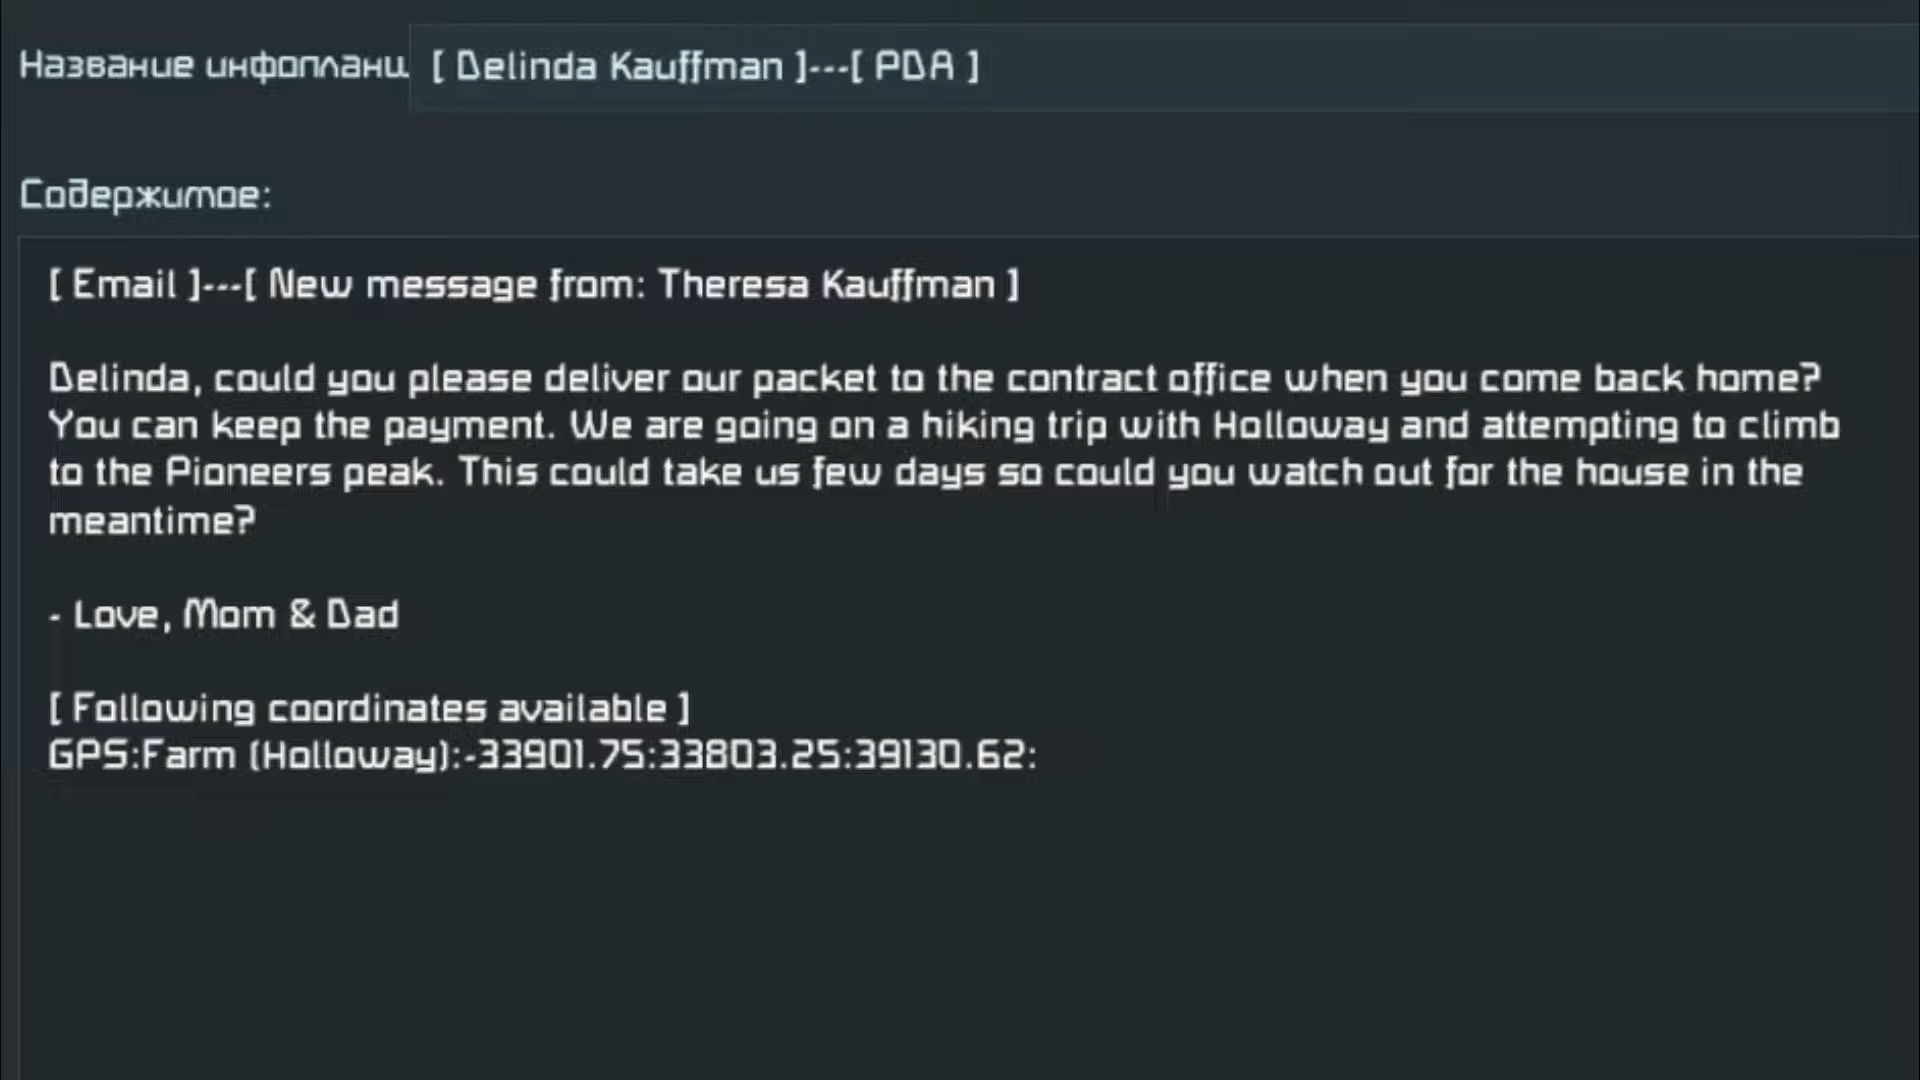 Название инфопланш
[ Delinda Kauffman ]---[ PDA ]
Содержимое:
[ Email ]---[ New message from: Theresa Kauffman ]
Delinda, could you please deliver our packet to the contract office when you come back home?
You can keep the payment. We are going on a hiking trip with Holloway and attempting to climb
to the Pioneers peak. This could take us few days so could you watch out for the house in the
meantime?
- Love, Mom & Dad
[ Following coordinates available ]
GPS:Farm (Holloway):-33901.75:33803.25:39130.62: